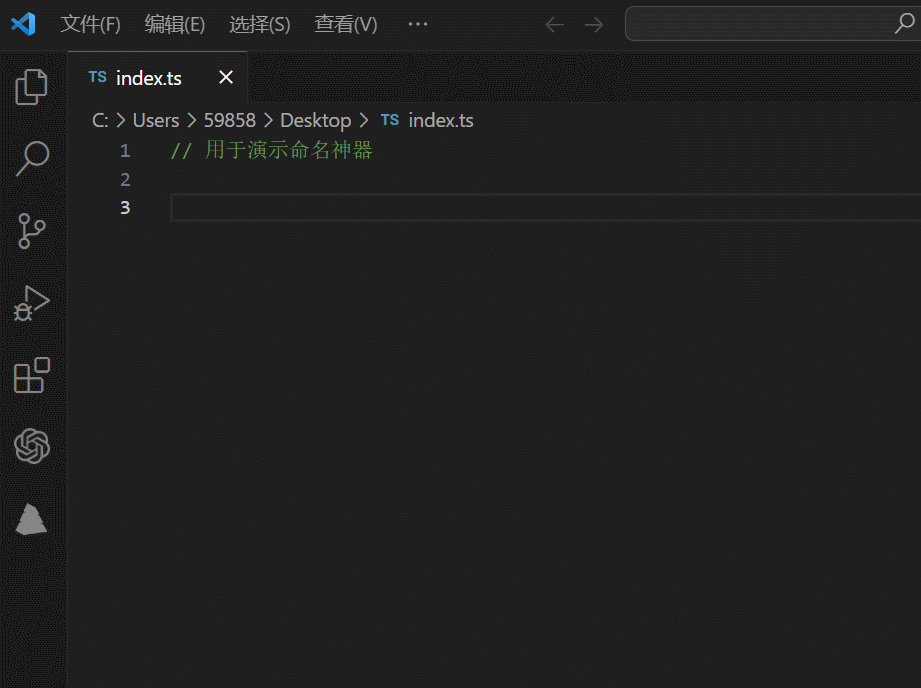 文件(F) 编辑(E) 选择(S) 查看(V) ···
TS index.ts
C: > Users > 59858 > Desktop > TS index.ts
1 // 用于演示命名神器
2
3